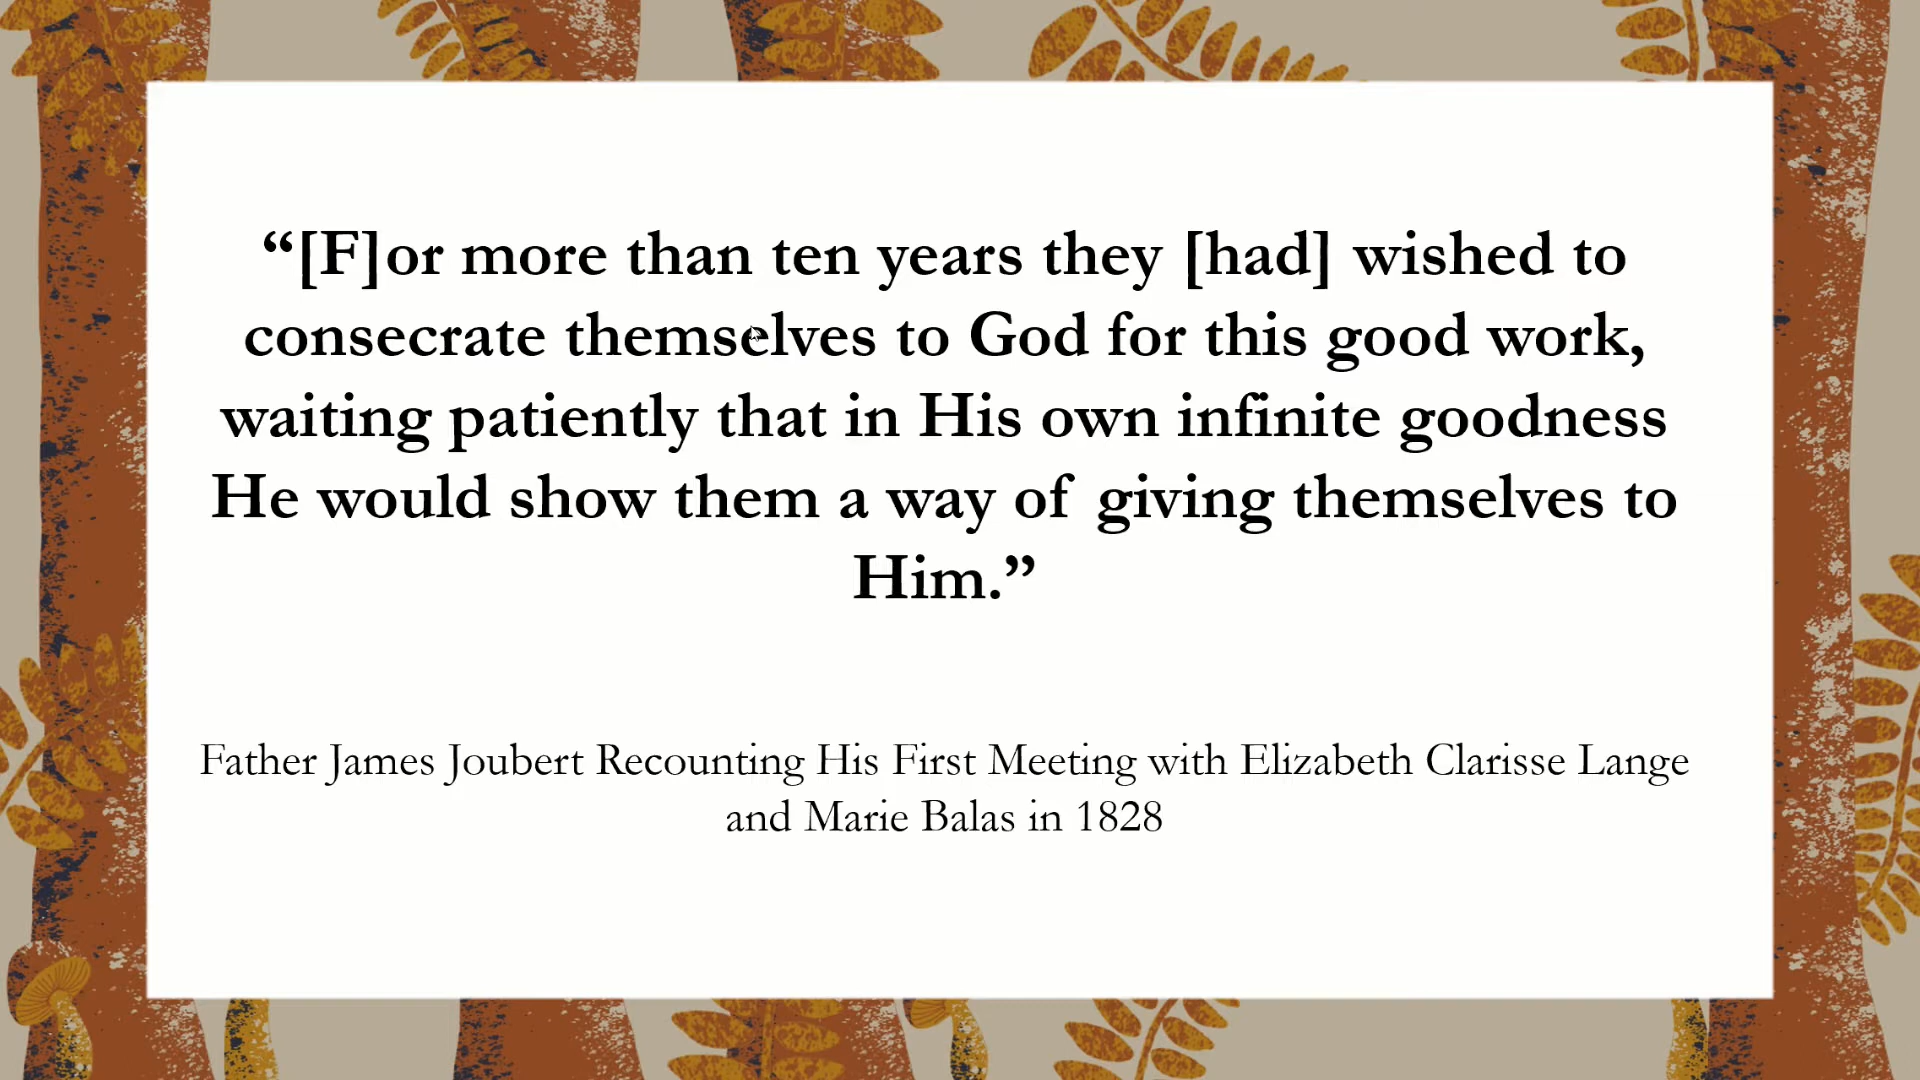 “[F]or more than ten years they [had] wished to
consecrate themselves to God for this good work,
waiting patiently that in His own infinite goodness
He would show them a way of giving themselves to
Him.”
Father James Joubert Recounting His First Meeting with Elizabeth Clarisse Lange
and Marie Balas in 1828